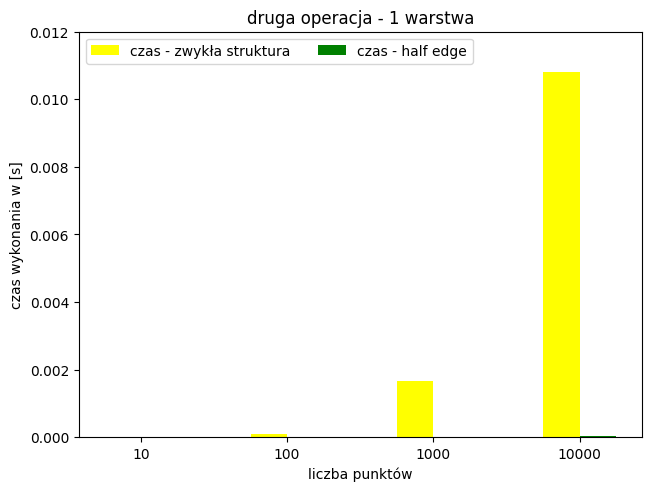 druga operacja - 1 warstwa
czas - zwykła struktura
czas - half edge
czas wykonania w [s]
0.012
0.010
0.008
0.006
0.004
0.002
0.000
10 100 1000 10000
liczba punktów